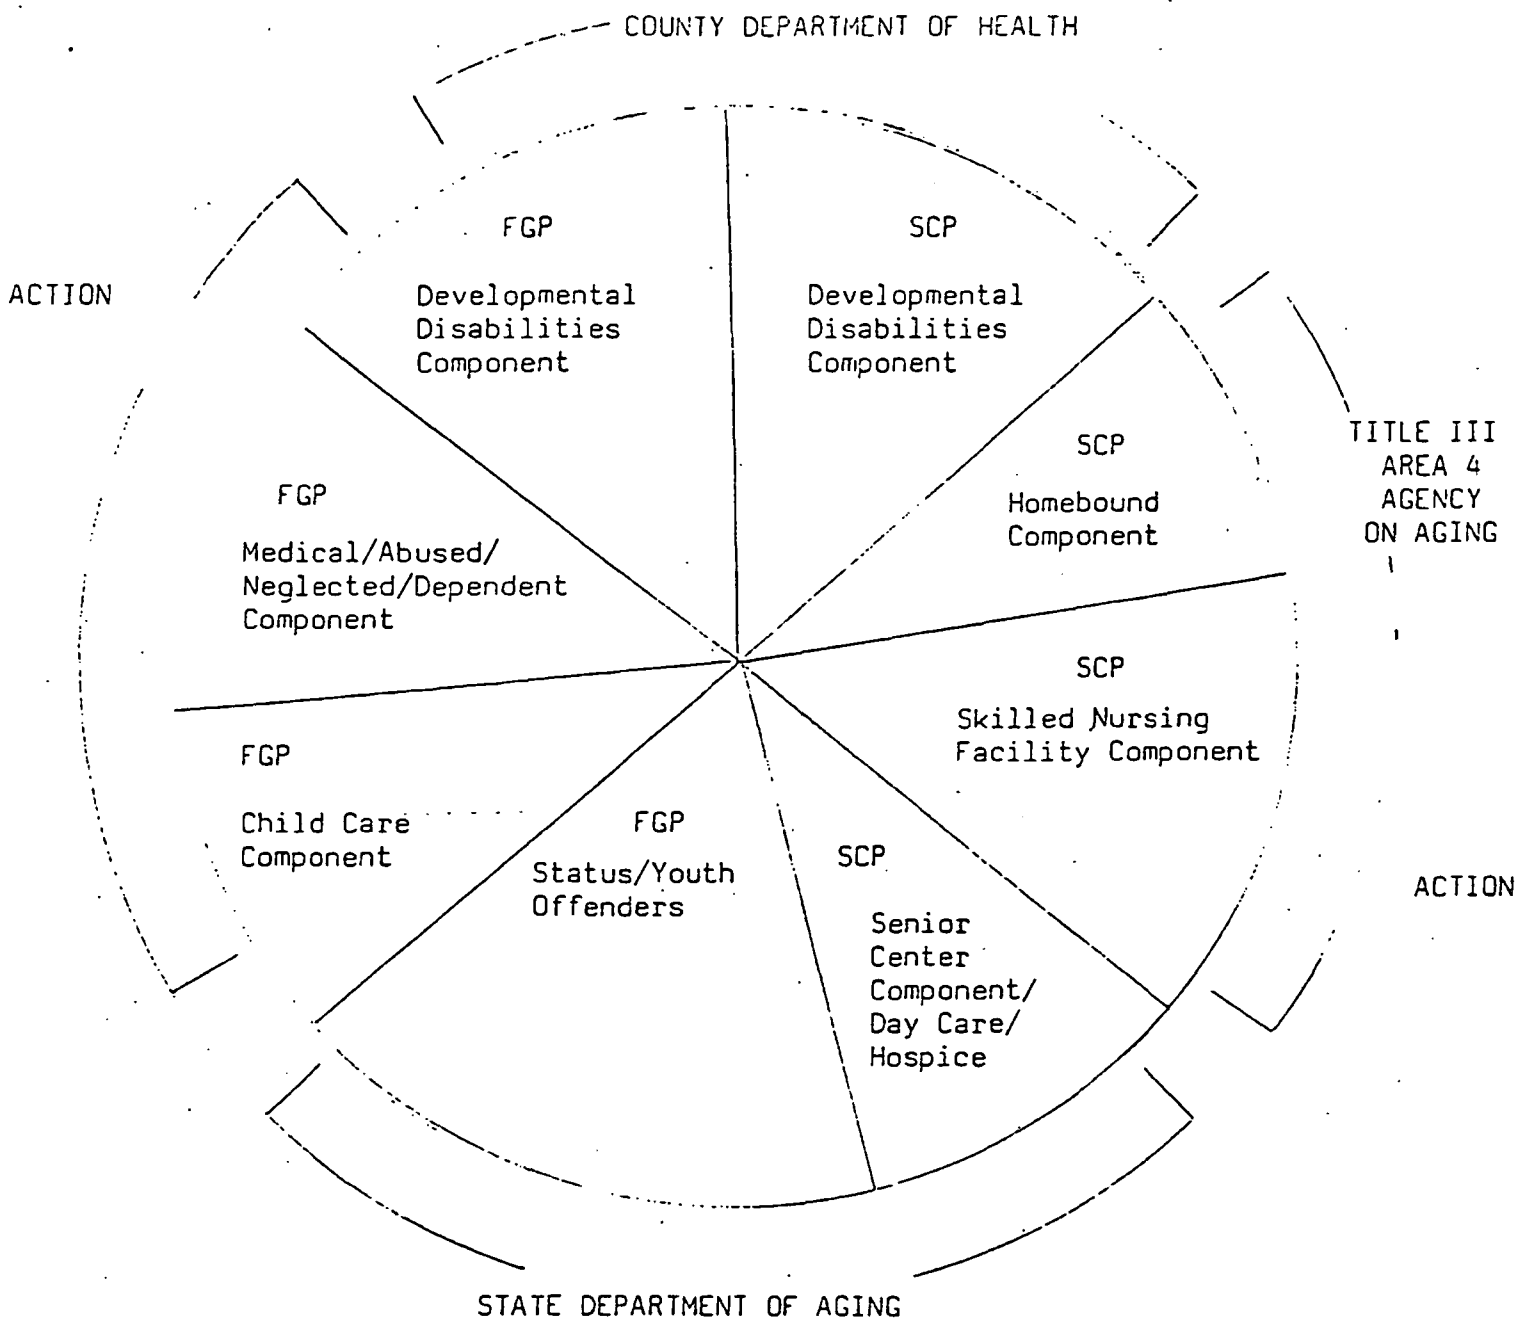 COUNTY DEPARTMENT OF HEALTH
FGP
Developmental
Disabilities
Component
SCP
Developmental
Disabilities
Component
ACTION
SCP
Homebound
Component
TITLE III
AREA 4
AGENCY
ON AGING
FGP
Medical/Abused/
Neglected/Dependent
Component
SCP
Skilled Nursing
Facility Component
FGP
Child Care
Component
FGP
Status/Youth
Offenders
SCP
Senior
Center
Component/
Day Care/
Hospice
ACTION
STATE DEPARTMENT OF AGING